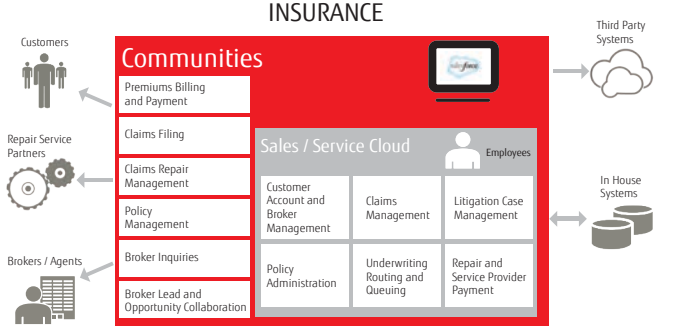 INSURANCE
Customers
Repair Service
Partners
Brokers / Agents
Communities
Premiums Billing
and Payment
Claims Filing
Claims Repair
Management
Policy
Management
Broker Inquiries
Broker Lead and
Opportunity Collaboration
salesforce
Sales / Service Cloud
Employees
Customer
Account and
Broker
Management
Claims
Management
Litigation Case
Management
Policy
Administration
Underwriting
Routing and
Queuing
Repair and
Service Provider
Payment
Third Party
Systems
In House
Systems